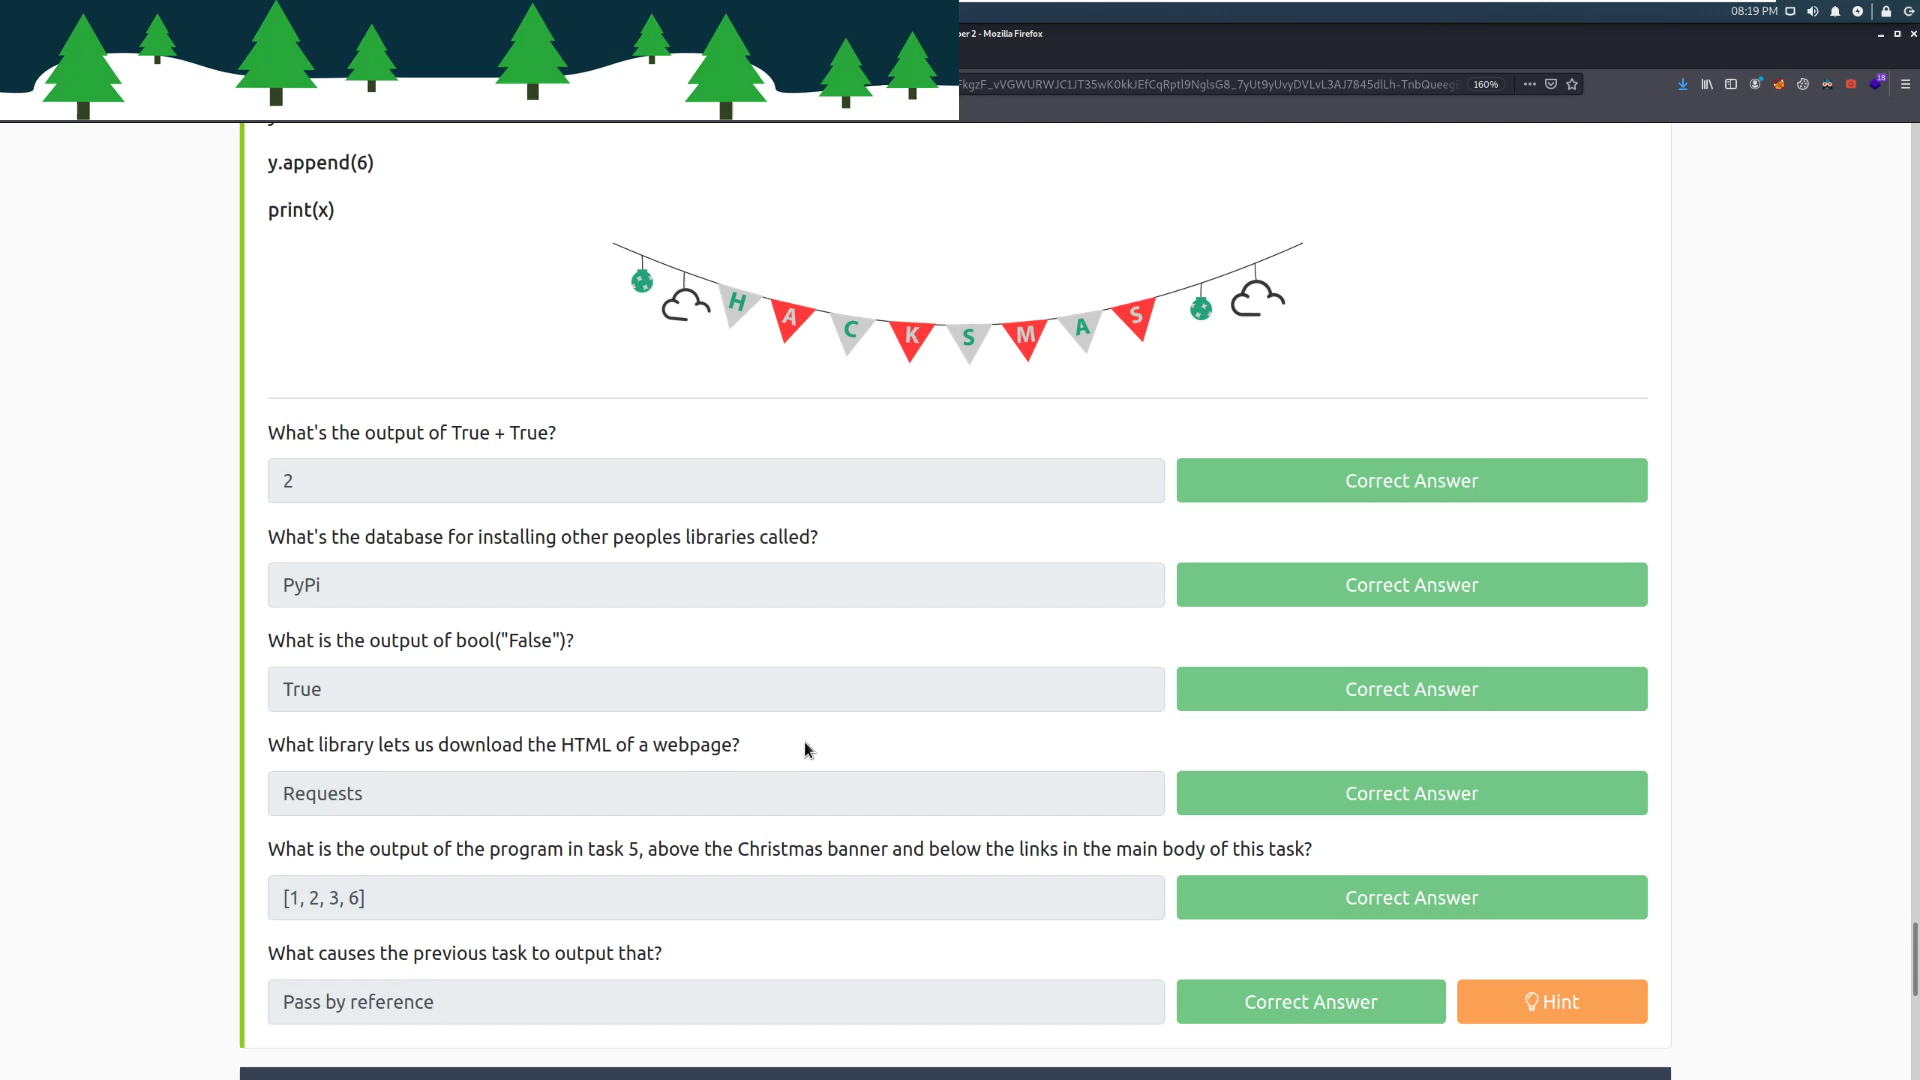 08:19 PM
per 2 - Mozilla Firefox
160%
18
y.append(6)
print(x)
HACKSMAS
What's the output of True + True?
2
Correct Answer
What's the database for installing other peoples libraries called?
PyPi
Correct Answer
What is the output of bool("False")?
True
Correct Answer
What library lets us download the HTML of a webpage?
Requests
Correct Answer
What is the output of the program in task 5, above the Christmas banner and below the links in the main body of this task?
[1, 2, 3, 6]
Correct Answer
What causes the previous task to output that?
Pass by reference
Correct Answer
Hint